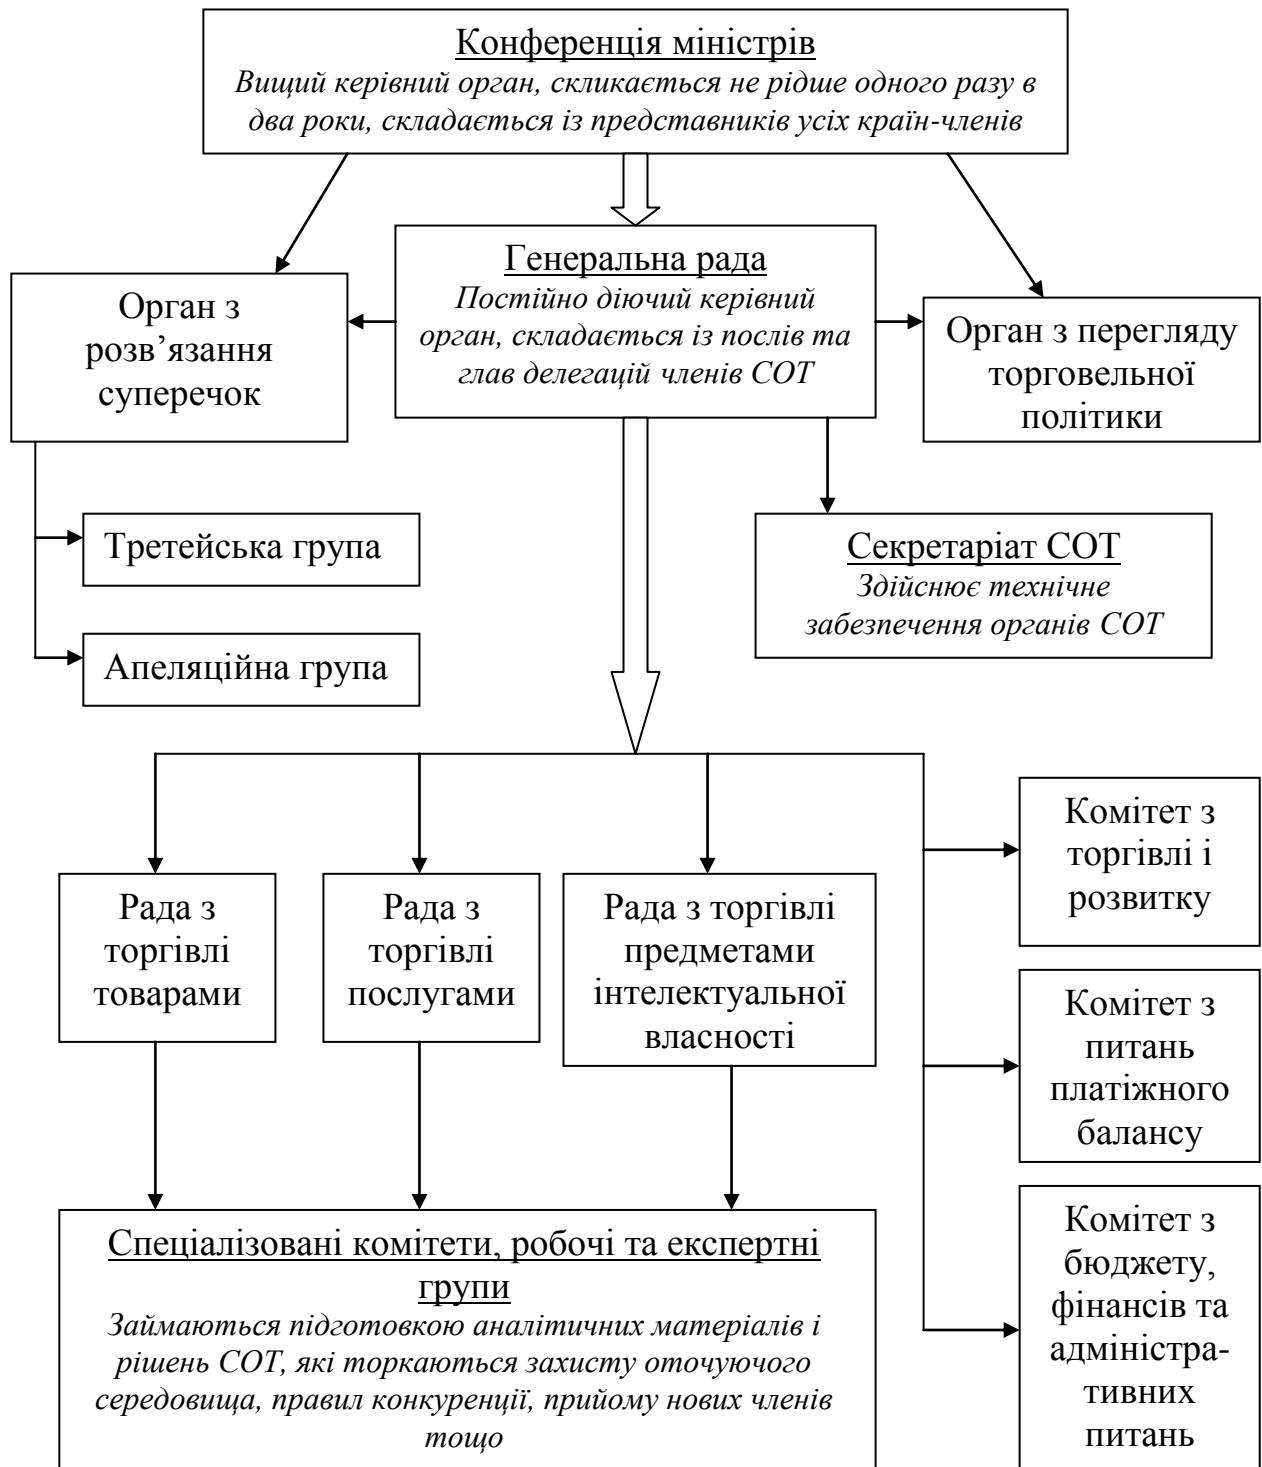 Конференція міністрів
Вищий керівний орган, скликається не рідше одного разу в
два роки, складається із представників усіх країн-членів
Генеральна рада
Постійно діючий керівний
орган, складається із послів та
глав делегацій членів СОТ
Орган з
розв’язання
суперечок
Орган з перегляду
торговельної
політики
Третейська група
Апеляційна група
Секретаріат СОТ
Здійснює технічне
забезпечення органів СОТ
Рада з
торгівлі
товарами
Рада з
торгівлі
послугами
Рада з торгівлі
предметами
інтелектуальної
власності
Комітет з
торгівлі і
розвитку
Комітет з
питань
платіжного
балансу
Комітет з
бюджету,
фінансів та
адміністра-
тивних
питань
Спеціалізовані комітети, робочі та експертні
групи
Займаються підготовкою аналітичних матеріалів і
рішень СОТ, які торкаються захисту оточуючого
середовища, правил конкуренції, прийому нових членів
тощо